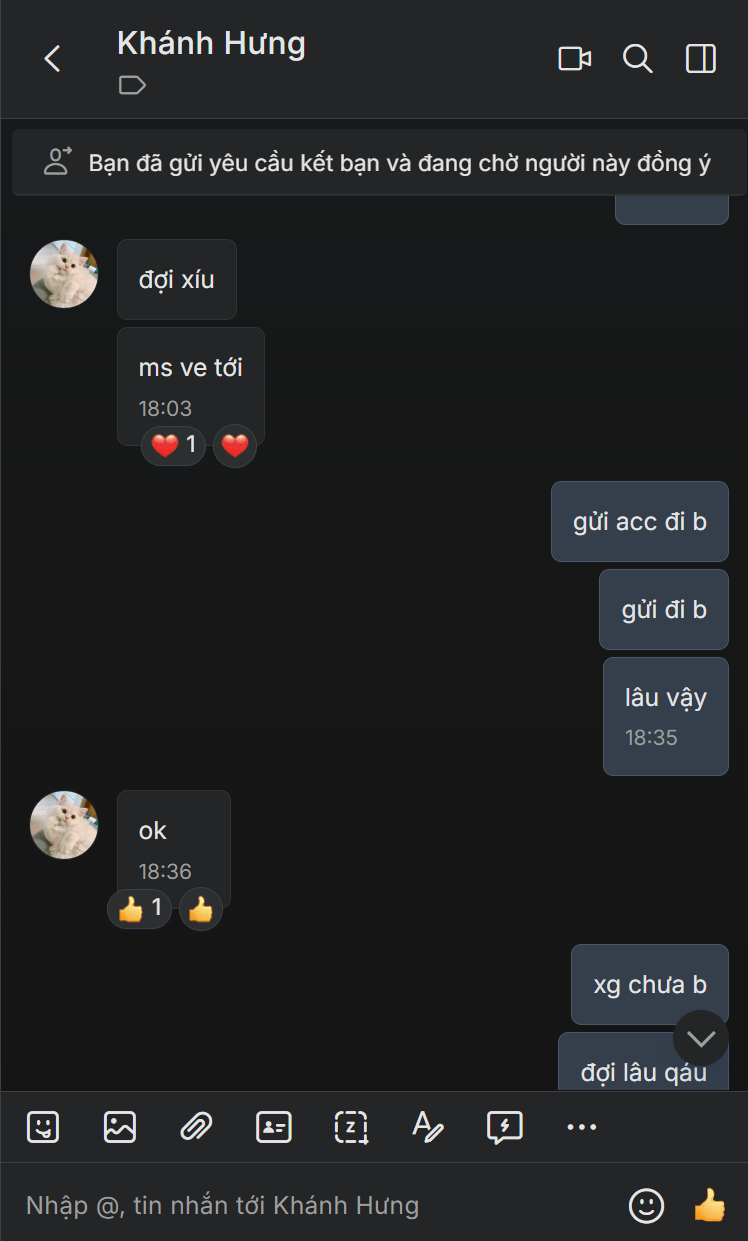 Khánh Hưng
Bạn đã gửi yêu cầu kết bạn và đang chờ người này đồng ý
đợi xíu
ms ve tới
18:03
1
gửi acc đi b
gửi đi b
lâu vậy
18:35
ok
18:36
1
xg chưa b
đợi lâu qáu
Nhập @, tin nhắn tới Khánh Hưng